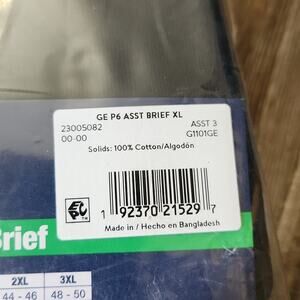 GE P6 ASST BRIEF XL
23005082 ASST 3
00-00 G1101GE
Solids: 100% Cotton/Algodón
1 92370 21529 7
Made in / Hecho en Bangladesh
Brief
2XL 3XL
44 - 46 48 - 50